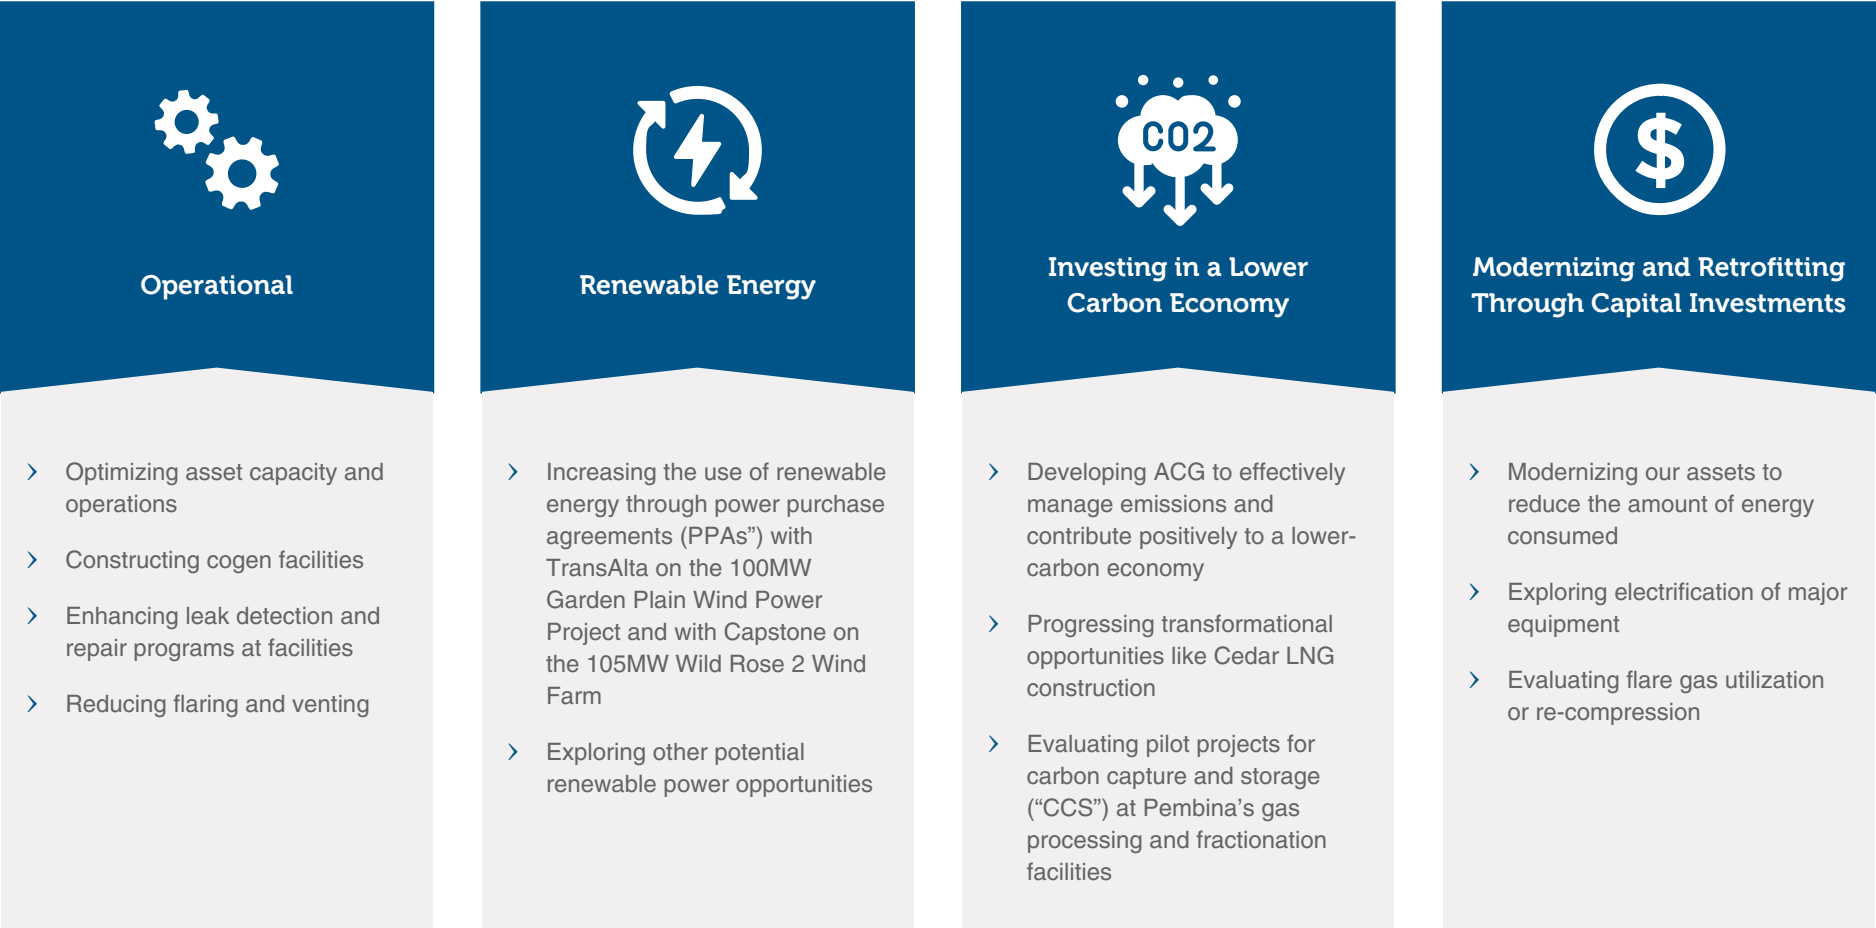 Operational
Optimizing asset capacity and
operations
Constructing cogen facilities
Enhancing leak detection and
repair programs at facilities
Reducing flaring and venting
Renewable Energy
Increasing the use of renewable
energy through power purchase
agreements (PPAs”) with
TransAlta on the 100MW
Garden Plain Wind Power
Project and with Capstone on
the 105MW Wild Rose 2 Wind
Farm
Exploring other potential
renewable power opportunities
CO2
Investing in a Lower
Carbon Economy
Developing ACG to effectively
manage emissions and
contribute positively to a lower-
carbon economy
Progressing transformational
opportunities like Cedar LNG
construction
Evaluating pilot projects for
carbon capture and storage
(“CCS”) at Pembina’s gas
processing and fractionation
facilities
$
Modernizing and Retrofitting
Through Capital Investments
Modernizing our assets to
reduce the amount of energy
consumed
Exploring electrification of major
equipment
Evaluating flare gas utilization
or re-compression